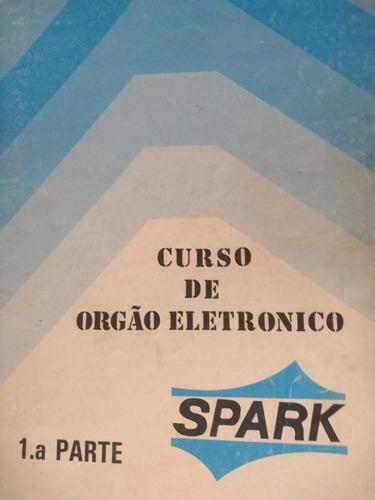 CURSO
DE
ORGÃO ELETRONICO
SPARK
1.a PARTE